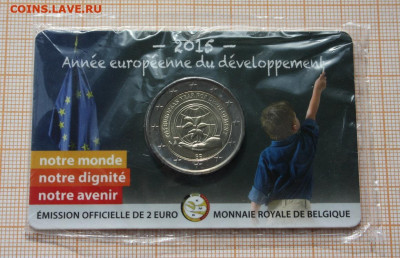 coins.lave.ru
– 2015 –
Année européenne du développement
notre monde
notre dignité
notre avenir
ÉMISSION OFFICIELLE DE 2 EURO
MONNAIE ROYALE DE BELGIQUE